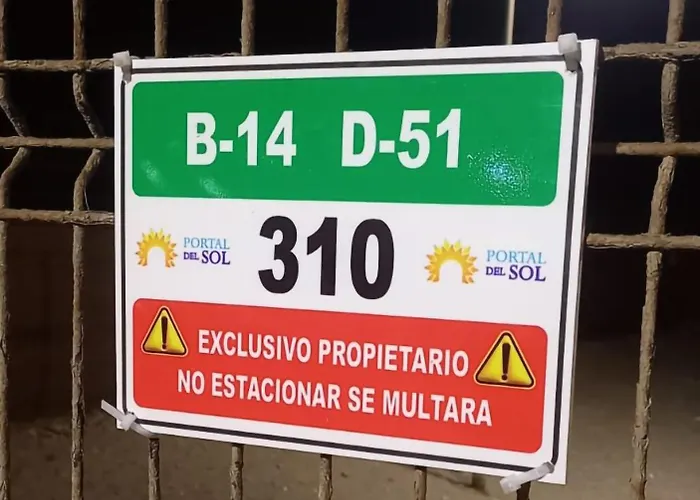 B-14 D-51
310
PORTAL
DEL SOL
PORTAL
DEL SOL
EXCLUSIVO PROPIETARIO
NO ESTACIONAR SE MULTARA